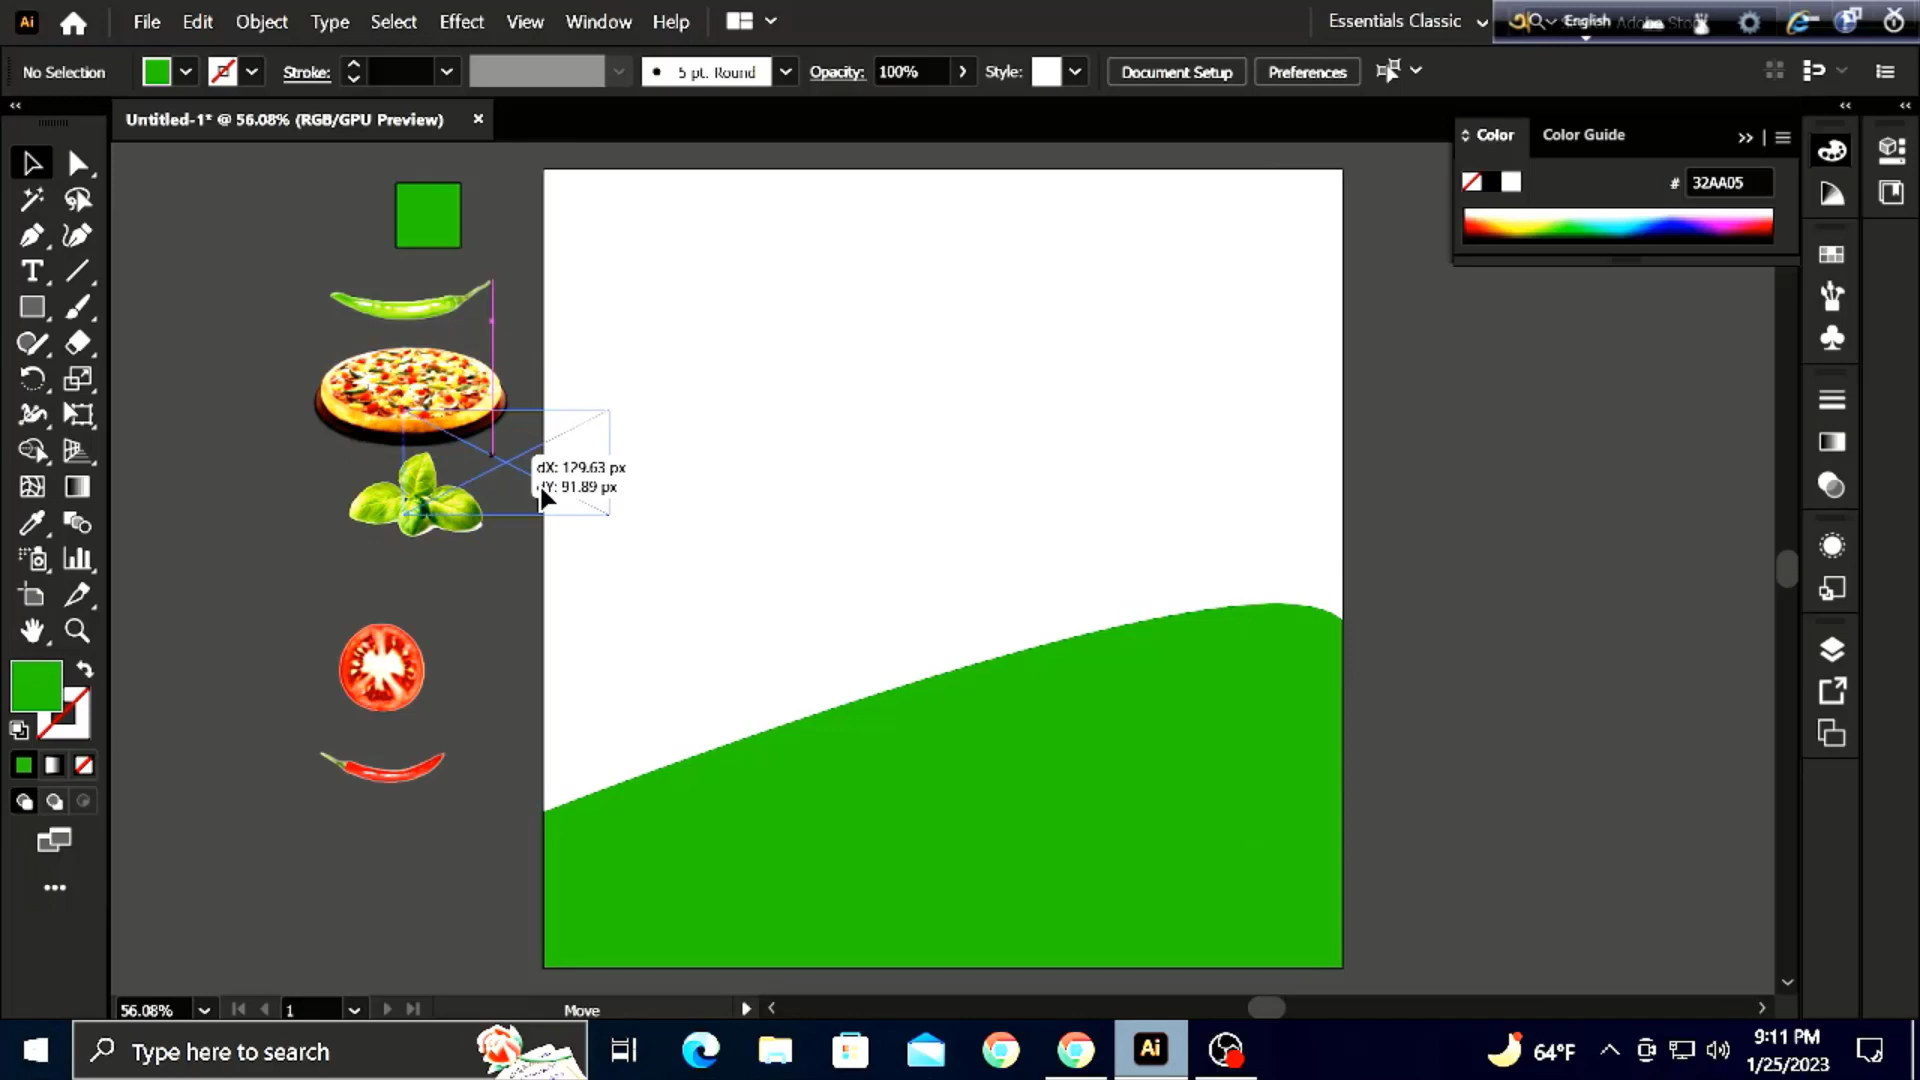 Ai File Edit Object Type Select Effect View Window Help Essentials Classic English
No Selection Stroke: 5 pt. Round Opacity: 100% Style: Document Setup Preferences
Untitled-1* @ 56.08% (RGB/GPU Preview) ×
Color Color Guide
# 32AA05
dX: 129.63 px
dY: 91.89 px
56.08% 1 Move
Type here to search Ai 64°F 9:11 PM
1/25/2023